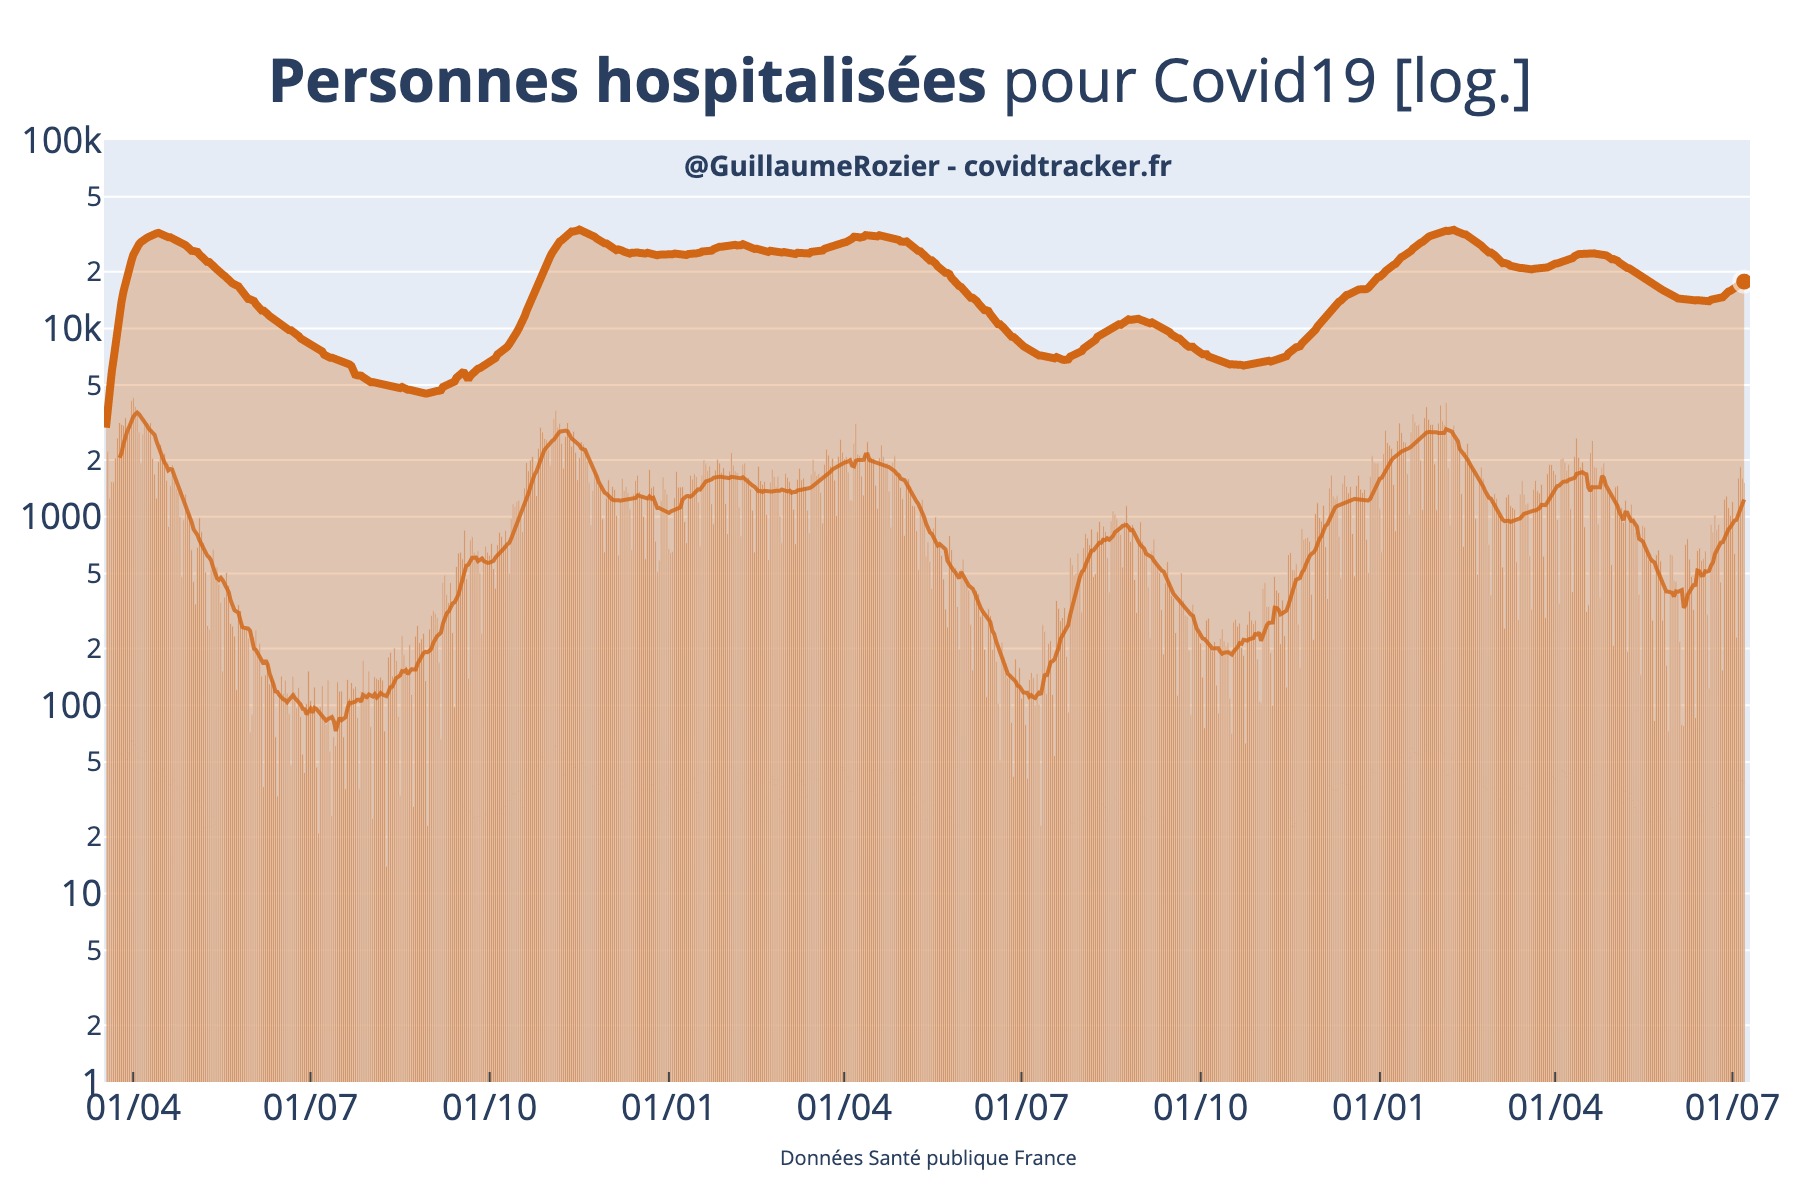 Personnes hospitalisées pour Covid19 [log.]
@GuillaumeRozier - covidtracker.fr
100k
5
2
10k
5
2
1000
5
2
100
5
2
10
5
2
1
01/04 01/07 01/10 01/01 01/04 01/07 01/10 01/01 01/04 01/07
Données Santé publique France